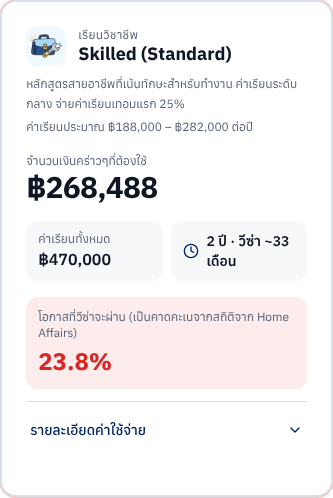 เรียนวิชาชีพ
Skilled (Standard)
หลักสูตรสายอาชีพที่เน้นทักษะสำหรับทำงาน ค่าเรียนระดับ
กลาง จ่ายค่าเรียนเทอมแรก 25%
ค่าเรียนประมาณ ฿188,000 – ฿282,000 ต่อปี
จำนวนเงินคร่าวๆที่ต้องใช้
฿268,488
ค่าเรียนทั้งหมด
฿470,000
2 ปี · วีซ่า ~33
เดือน
โอกาสที่วีซ่าจะผ่าน (เป็นคาดคะเนจากสถิติจาก Home
Affairs)
23.8%
รายละเอียดค่าใช้จ่าย